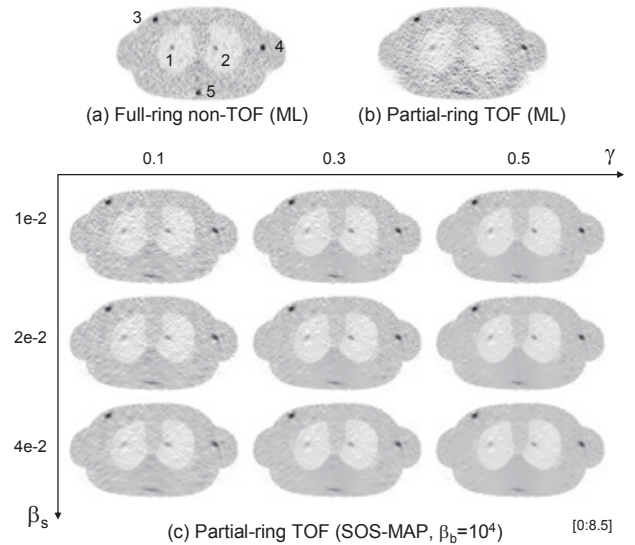 3
4
1
2
5
(a) Full-ring non-TOF (ML)
(b) Partial-ring TOF (ML)
0.1
0.3
0.5
γ
1e-2
2e-2
4e-2
βs
(c) Partial-ring TOF (SOS-MAP, βb=10⁴)
[0:8.5]